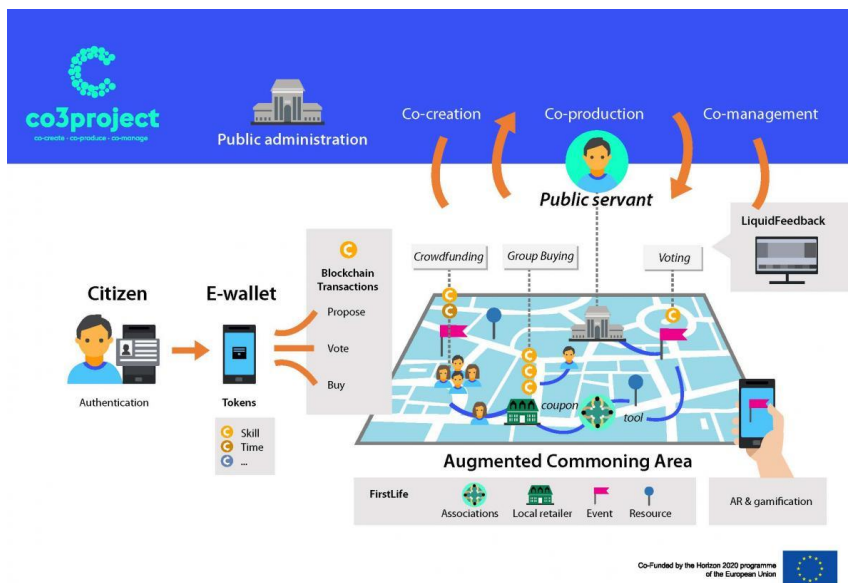 co3project
co-create · co-produce · co-manage
Public administration
Co-creation
Co-production
Co-management
Public servant
LiquidFeedback
Crowdfunding
Group Buying
Voting
Blockchain
Transactions
Propose
Vote
Buy
Citizen
E-wallet
Authentication
Tokens
C Skill
C Time
C ...
coupon
tool
Augmented Commoning Area
FirstLife
Associations
Local retailer
Event
Resource
AR & gamification
Co-Funded by the Horizon 2020 programme
of the European Union